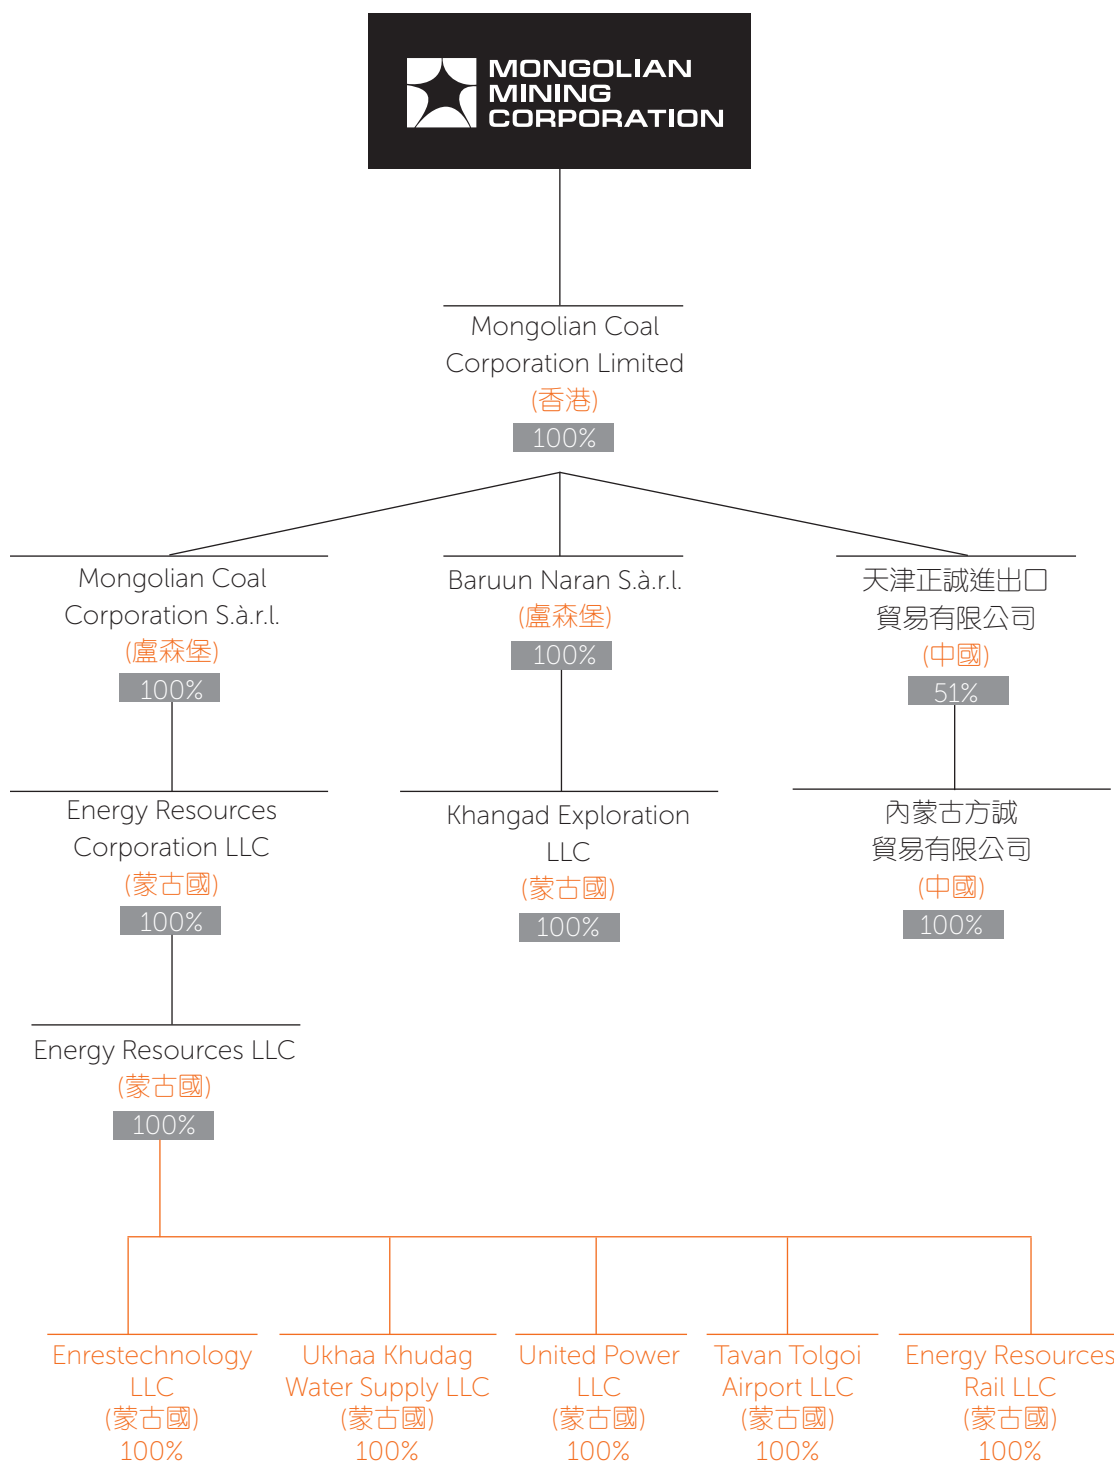 MONGOLIAN
MINING
CORPORATION
Mongolian Coal
Corporation Limited
(香港)
100%
Mongolian Coal
Corporation S.à.r.l.
(盧森堡)
100%
Baruun Naran S.à.r.l.
(盧森堡)
100%
天津正誠進出口
貿易有限公司
(中國)
51%
Energy Resources
Corporation LLC
(蒙古國)
100%
Khangad Exploration
LLC
(蒙古國)
100%
內蒙古方誠
貿易有限公司
(中國)
100%
Energy Resources LLC
(蒙古國)
100%
Enrestechnology
LLC
(蒙古國)
100%
Ukhaa Khudag
Water Supply LLC
(蒙古國)
100%
United Power
LLC
(蒙古國)
100%
Tavan Tolgoi
Airport LLC
(蒙古國)
100%
Energy Resources
Rail LLC
(蒙古國)
100%